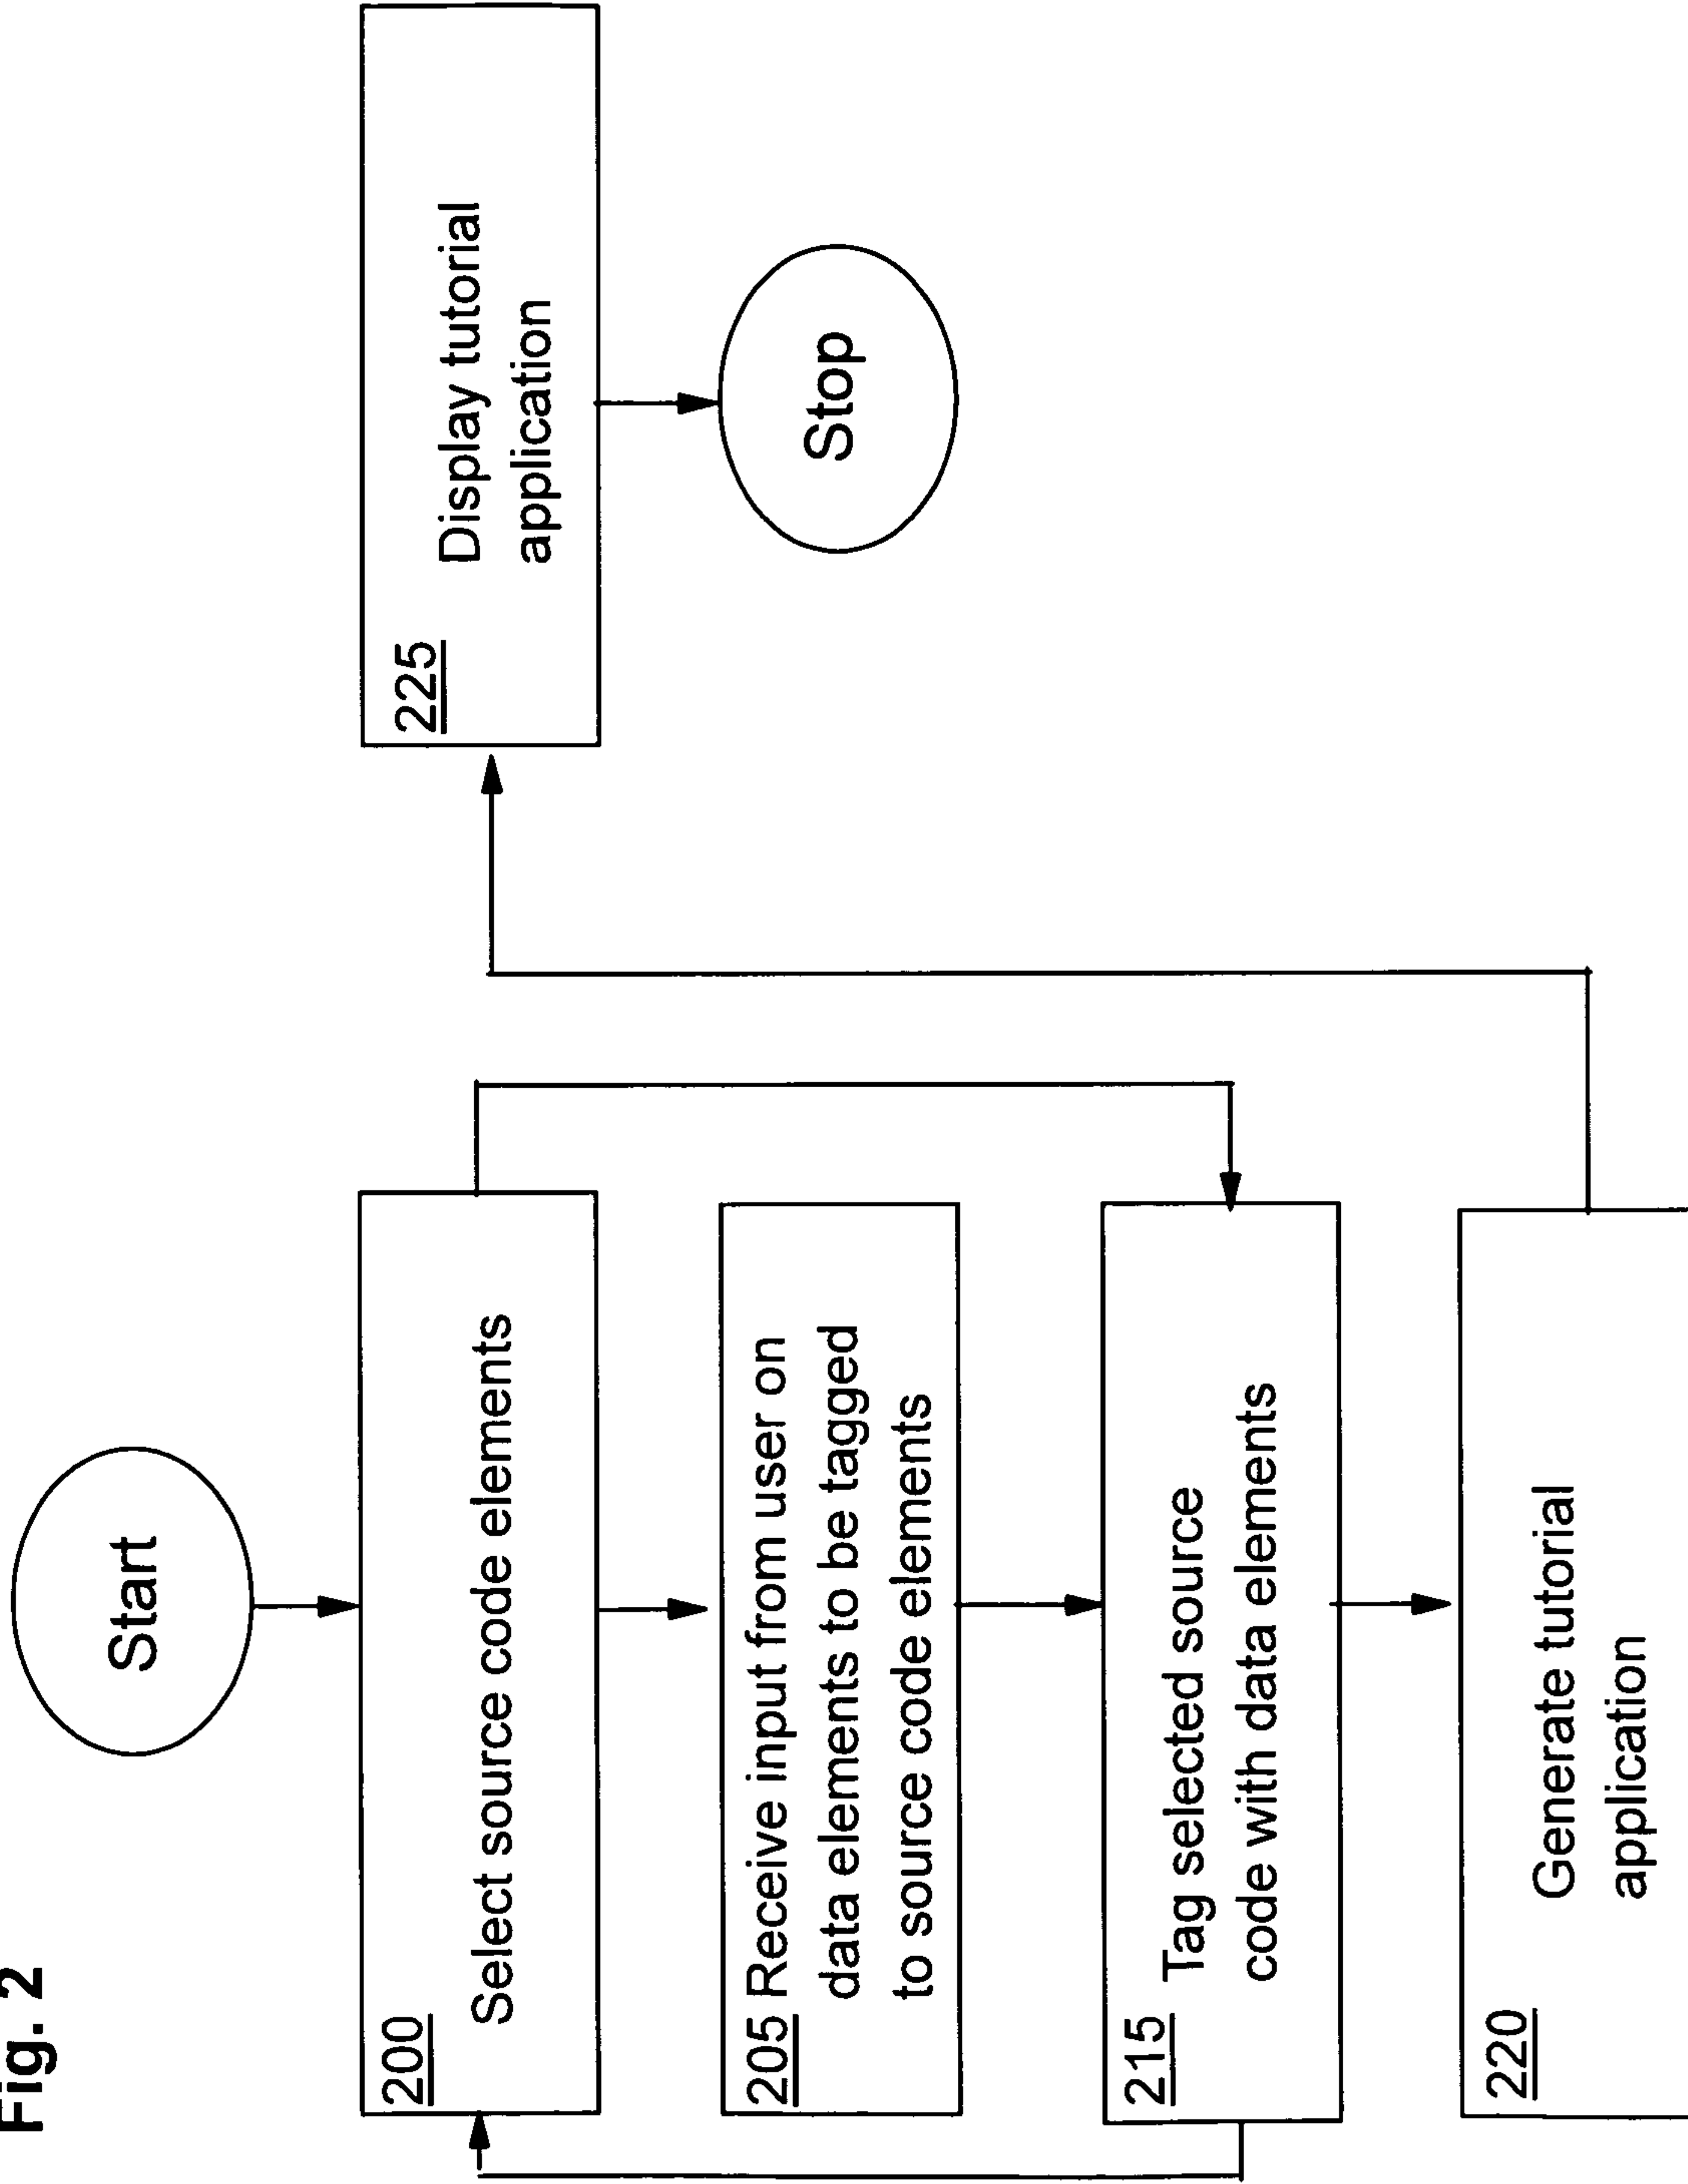 Fig. 2
Start
200
Select source code elements
205 Receive input from user on
data elements to be tagged
to source code elements
215
Tag selected source
code with data elements
220
Generate tutorial
application
225
Display tutorial
application
Stop